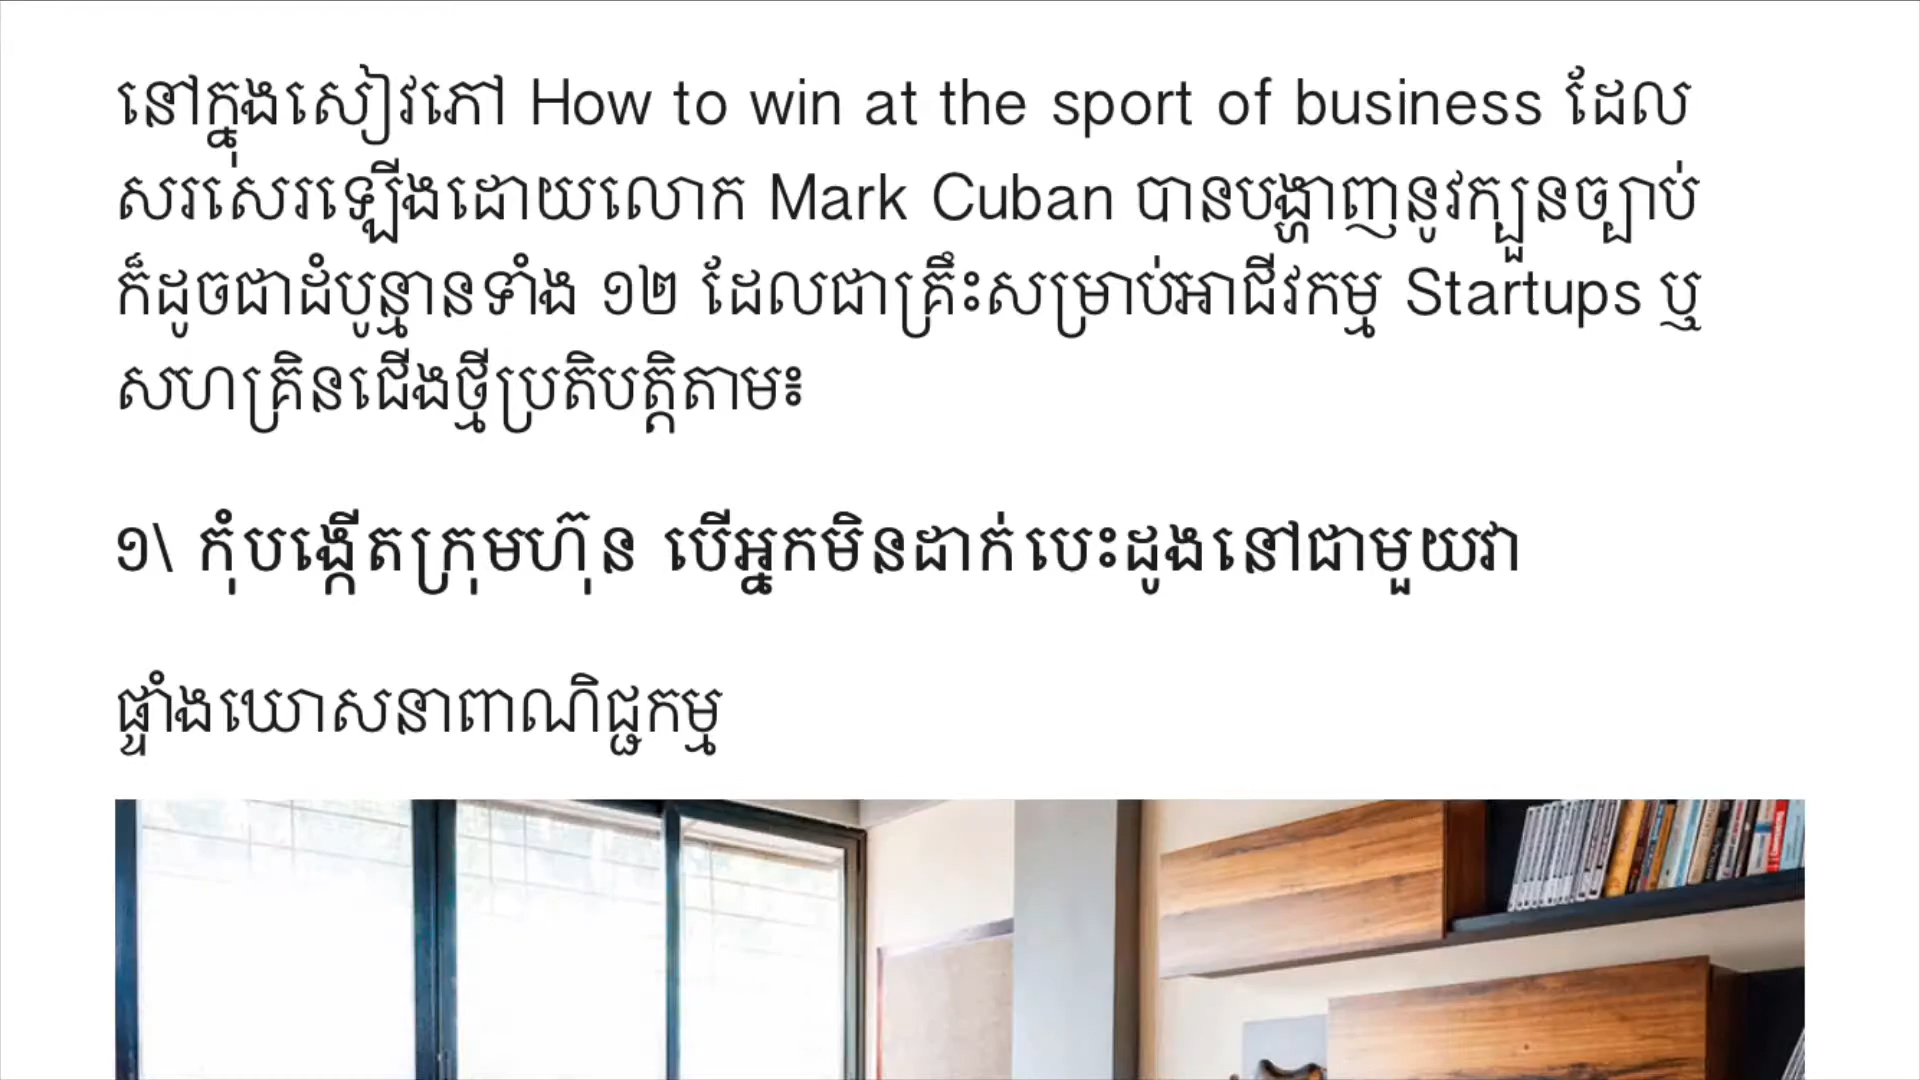 នៅក្នុងសៀវភៅ How to win at the sport of business ដែល
សរសេរឡើងដោយលោក Mark Cuban បានបង្ហាញនូវក្បួនច្បាប់
ក៏ដូចជាដំបូន្មានទាំង ១២ ដែលជាគ្រឹះសម្រាប់អាជីវកម្ម Startups ឬ
សហគ្រិនជើងថ្មីប្រតិបត្តិតាម៖
១\ កុំបង្កើតក្រុមហ៊ុន បើអ្នកមិនដាក់បេះដូងនៅជាមួយវា
ផ្ទាំងឃោសនាពាណិជ្ជកម្ម